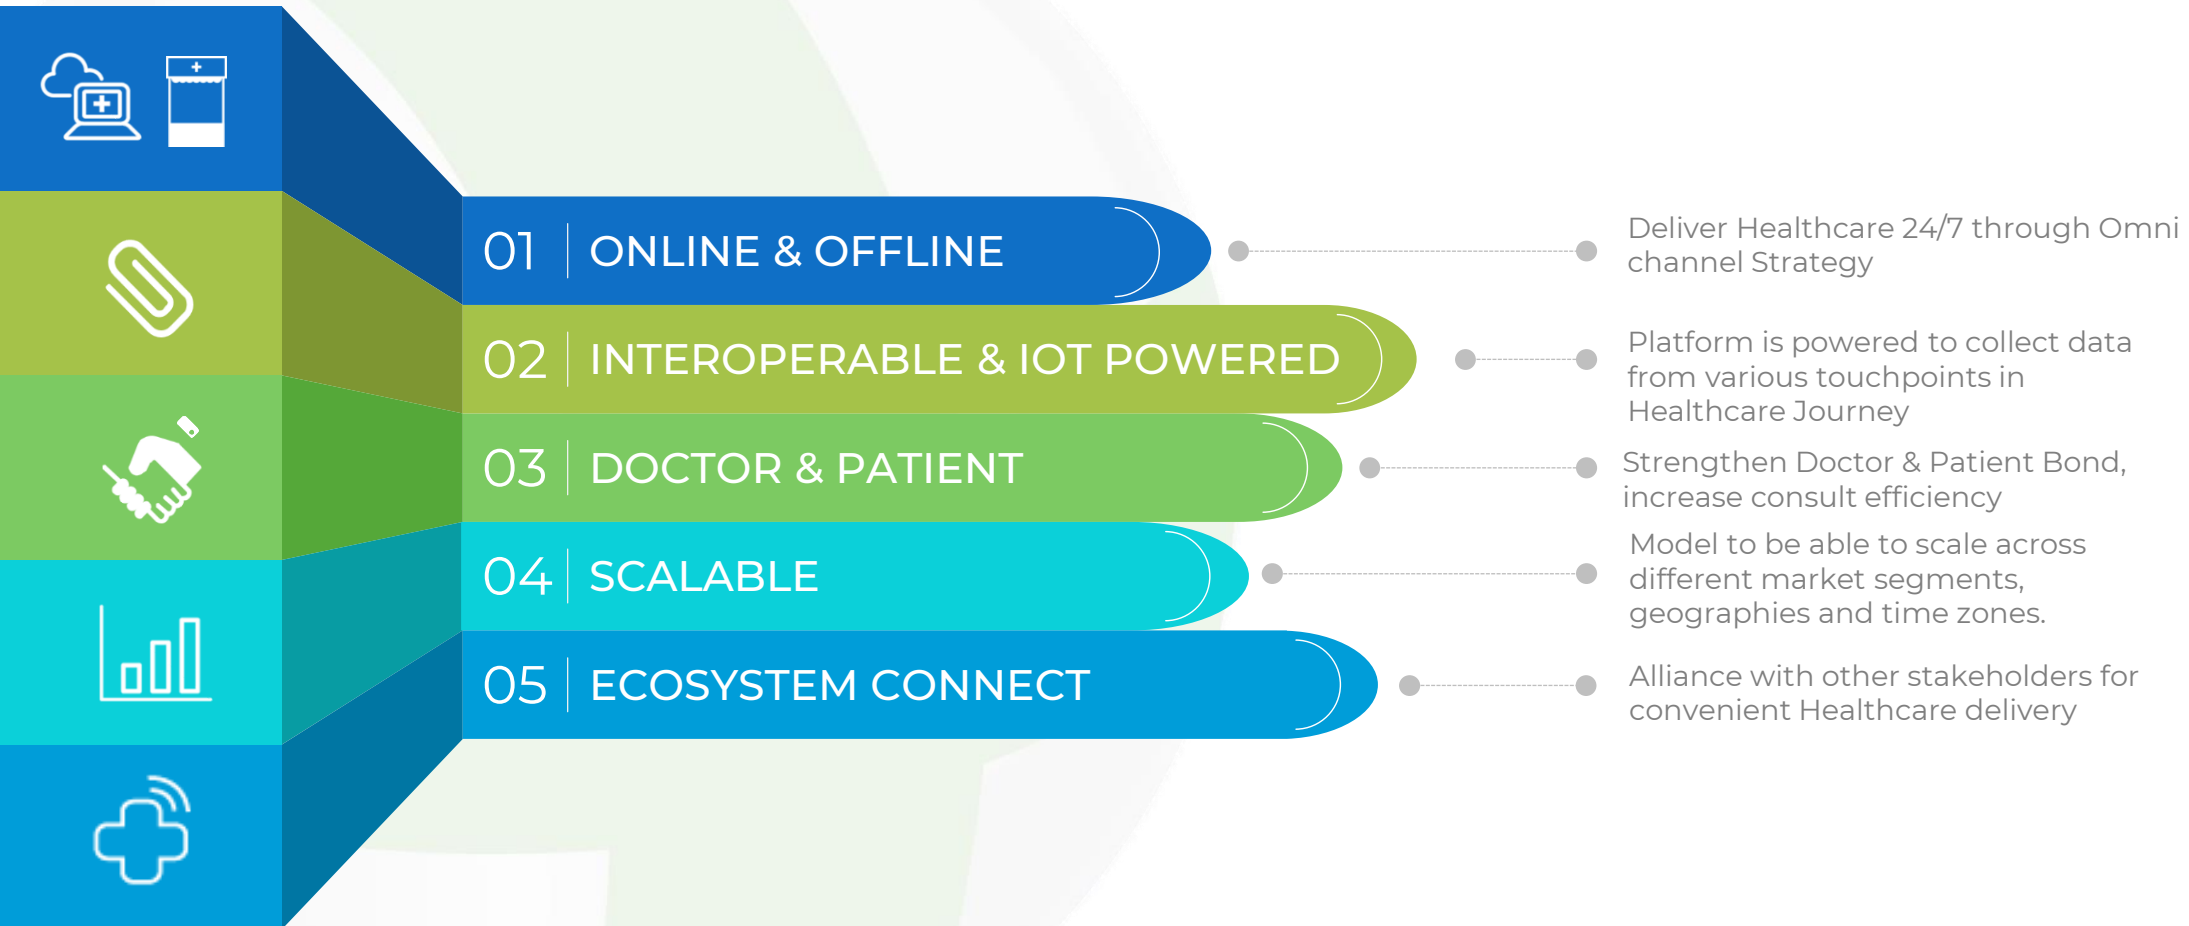 01 ONLINE & OFFLINE
Deliver Healthcare 24/7 through Omni
channel Strategy
02 INTEROPERABLE & IOT POWERED
Platform is powered to collect data
from various touchpoints in
Healthcare Journey
03 DOCTOR & PATIENT
Strengthen Doctor & Patient Bond,
increase consult efficiency
04 SCALABLE
Model to be able to scale across
different market segments,
geographies and time zones.
05 ECOSYSTEM CONNECT
Alliance with other stakeholders for
convenient Healthcare delivery